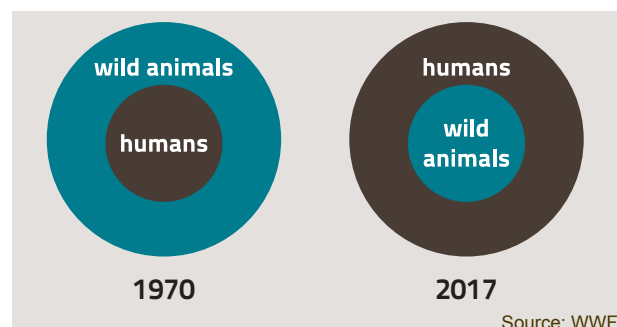 wild animals
humans
1970
humans
wild
animals
2017
Source: WWF